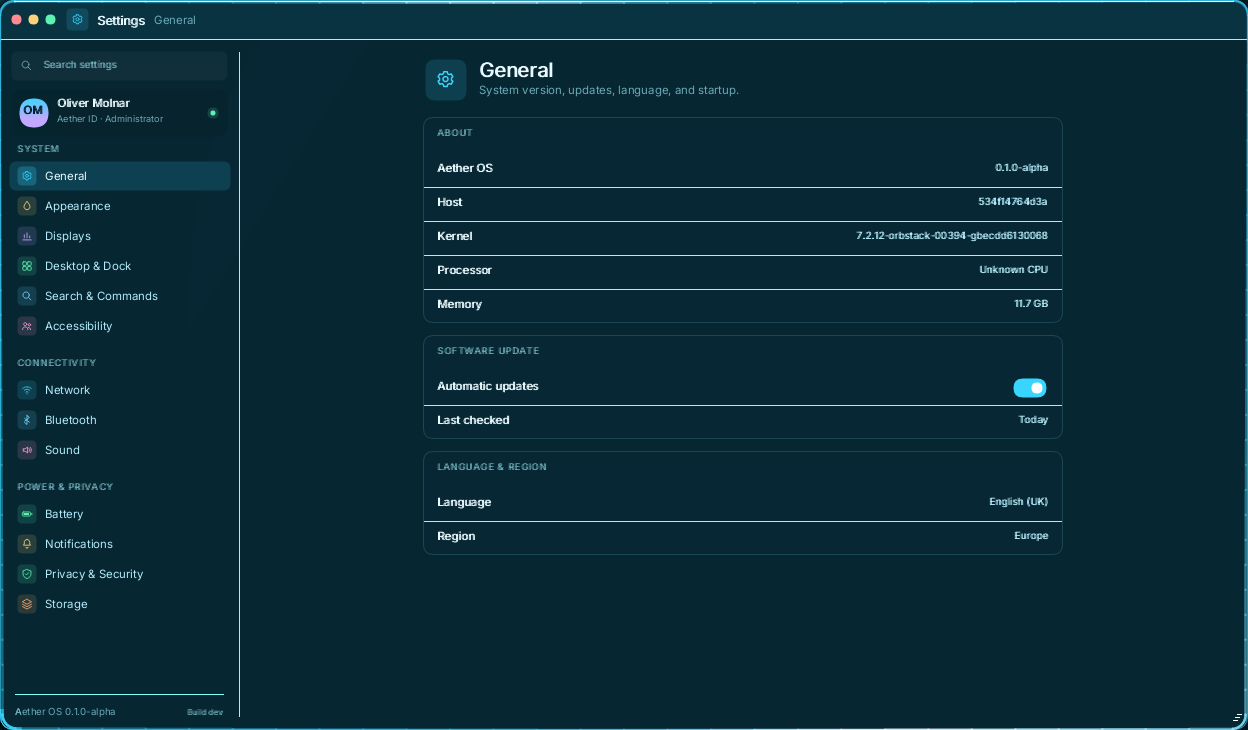 Settings General
Search settings
OM
Oliver Molnar
Aether ID · Administrator
SYSTEM
General
Appearance
Displays
Desktop & Dock
Search & Commands
Accessibility
CONNECTIVITY
Network
Bluetooth
Sound
POWER & PRIVACY
Battery
Notifications
Privacy & Security
Storage
Aether OS 0.1.0-alpha Build dev
General
System version, updates, language, and startup.
ABOUT
Aether OS 0.1.0-alpha
Host 534f14764d3a
Kernel 7.2.12-orbstack-00394-gbecdd6130068
Processor Unknown CPU
Memory 11.7 GB
SOFTWARE UPDATE
Automatic updates
Last checked Today
LANGUAGE & REGION
Language English (UK)
Region Europe